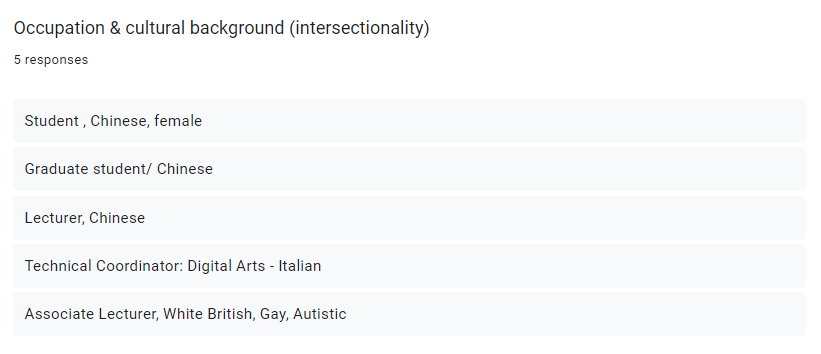 Occupation & cultural background (intersectionality)
5 responses
Student , Chinese, female
Graduate student/ Chinese
Lecturer, Chinese
Technical Coordinator: Digital Arts - Italian
Associate Lecturer, White British, Gay, Autistic